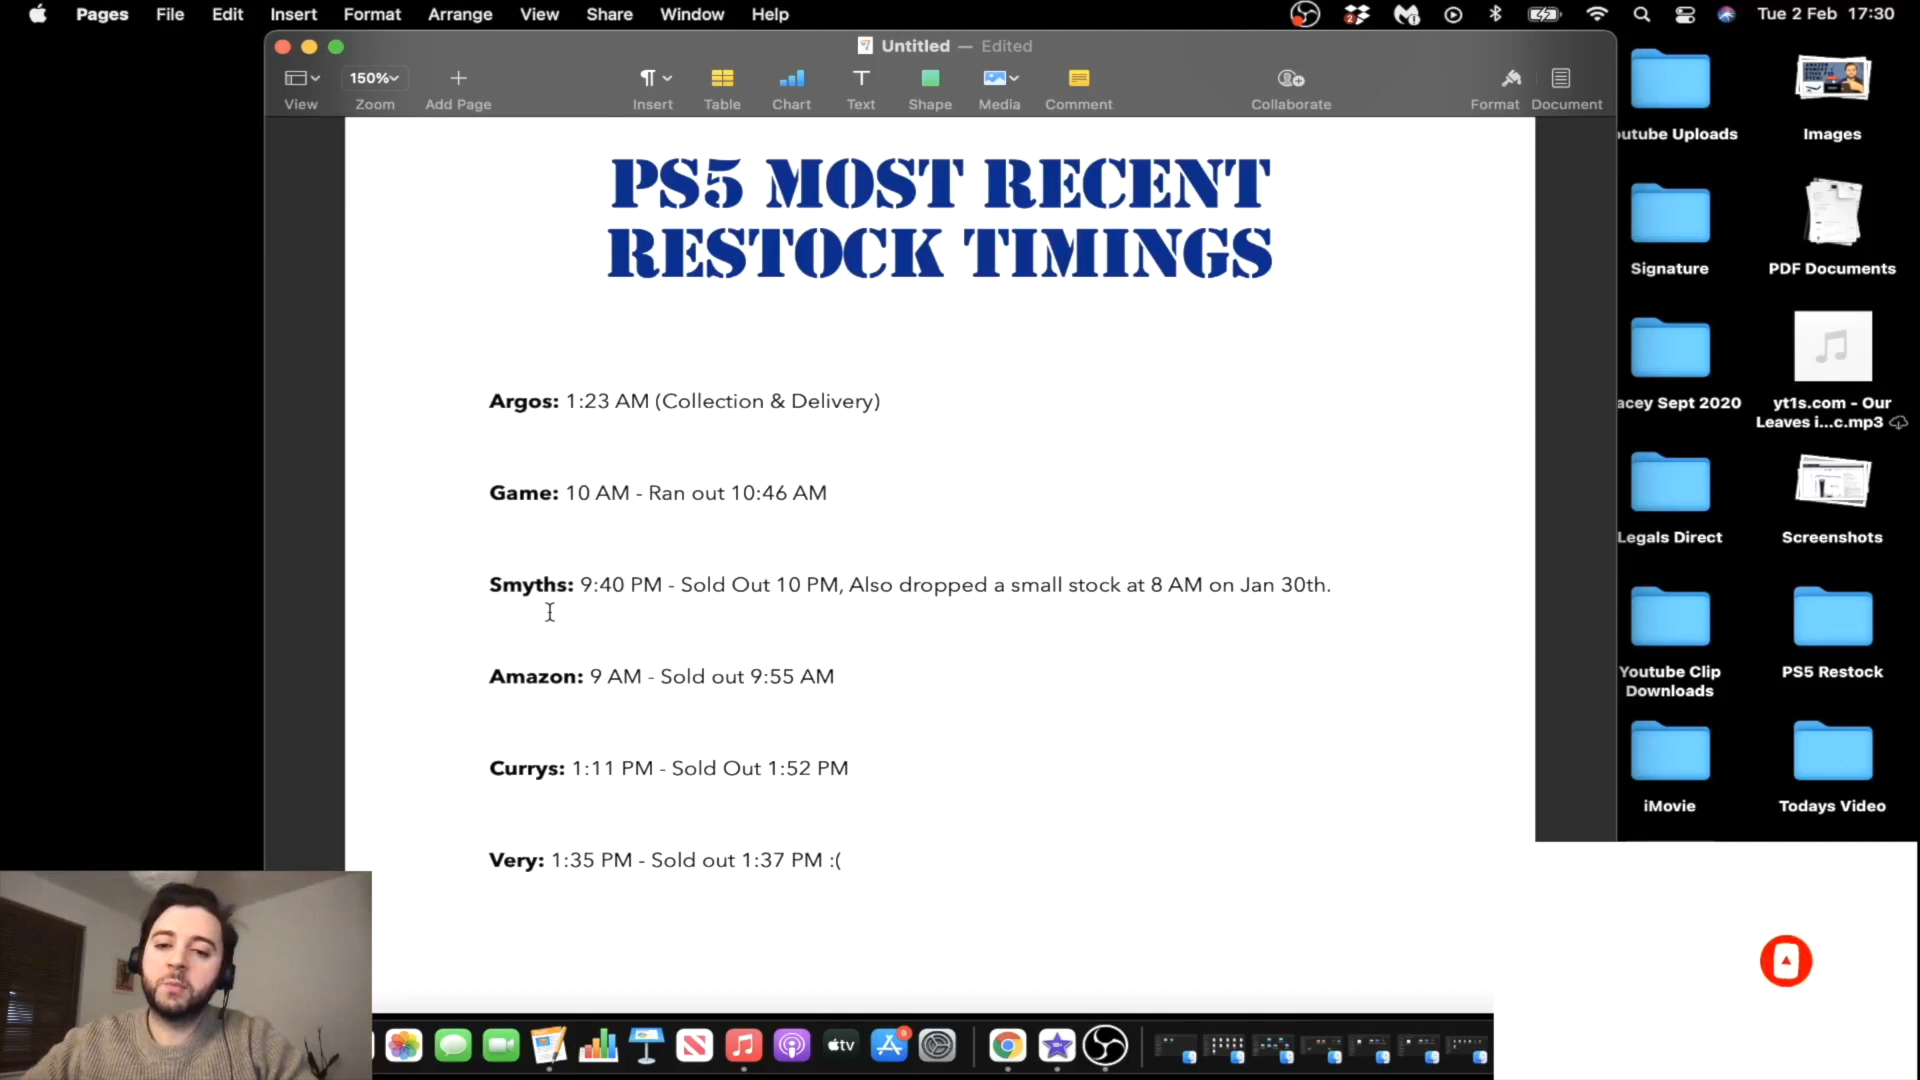 Pages File Edit Insert Format Arrange View Share Window Help Tue 2 Feb 17:30
Untitled — Edited
150%
View Zoom Add Page Insert Table Chart Text Shape Media Comment Collaborate Format Document
PS5 MOST RECENT
RESTOCK TIMINGS
Argos: 1:23 AM (Collection & Delivery)
Game: 10 AM - Ran out 10:46 AM
Smyths: 9:40 PM - Sold Out 10 PM, Also dropped a small stock at 8 AM on Jan 30th.
Amazon: 9 AM - Sold out 9:55 AM
Currys: 1:11 PM - Sold Out 1:52 PM
Very: 1:35 PM - Sold out 1:37 PM :(
outube Uploads
Images
Signature
PDF Documents
acey Sept 2020
yt1s.com - Our
Leaves i...c.mp3
Legals Direct
Screenshots
Youtube Clip
Downloads
PS5 Restock
iMovie
Todays Video
tv